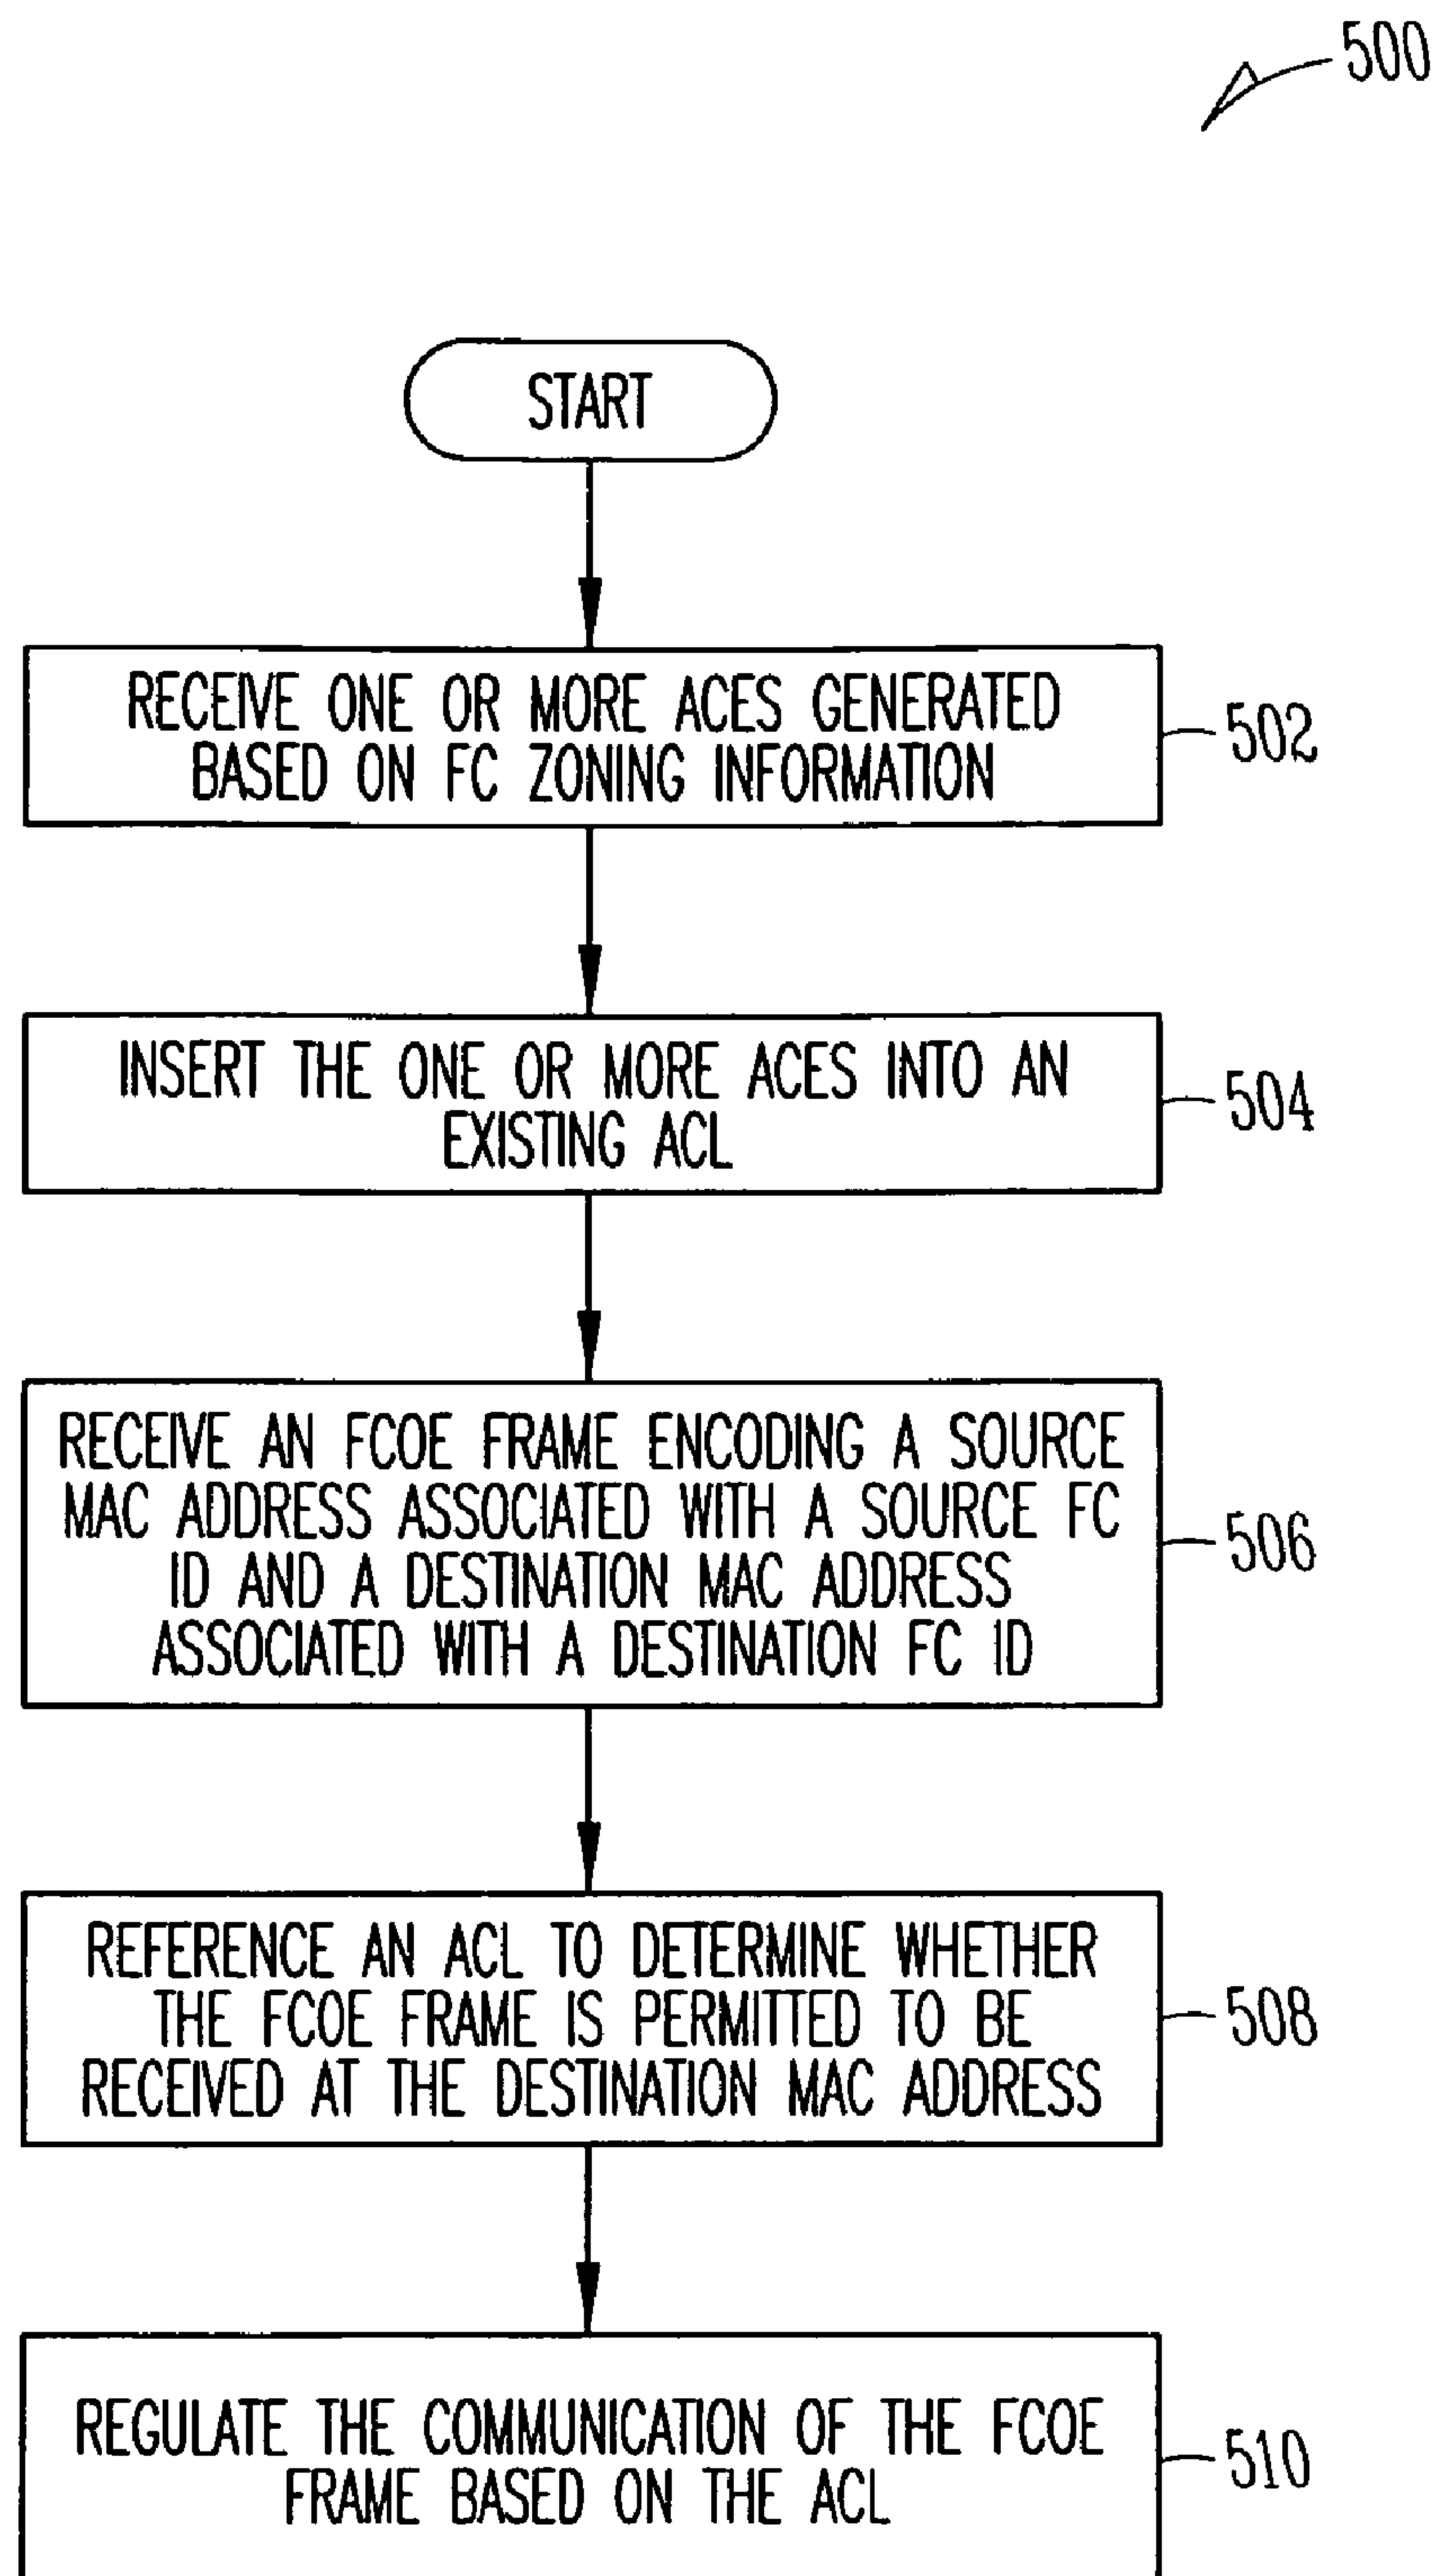 500
START
RECEIVE ONE OR MORE ACES GENERATED
BASED ON FC ZONING INFORMATION
502
INSERT THE ONE OR MORE ACES INTO AN
EXISTING ACL
504
RECEIVE AN FCOE FRAME ENCODING A SOURCE
MAC ADDRESS ASSOCIATED WITH A SOURCE FC
ID AND A DESTINATION MAC ADDRESS
ASSOCIATED WITH A DESTINATION FC ID
506
REFERENCE AN ACL TO DETERMINE WHETHER
THE FCOE FRAME IS PERMITTED TO BE
RECEIVED AT THE DESTINATION MAC ADDRESS
508
REGULATE THE COMMUNICATION OF THE FCOE
FRAME BASED ON THE ACL
510